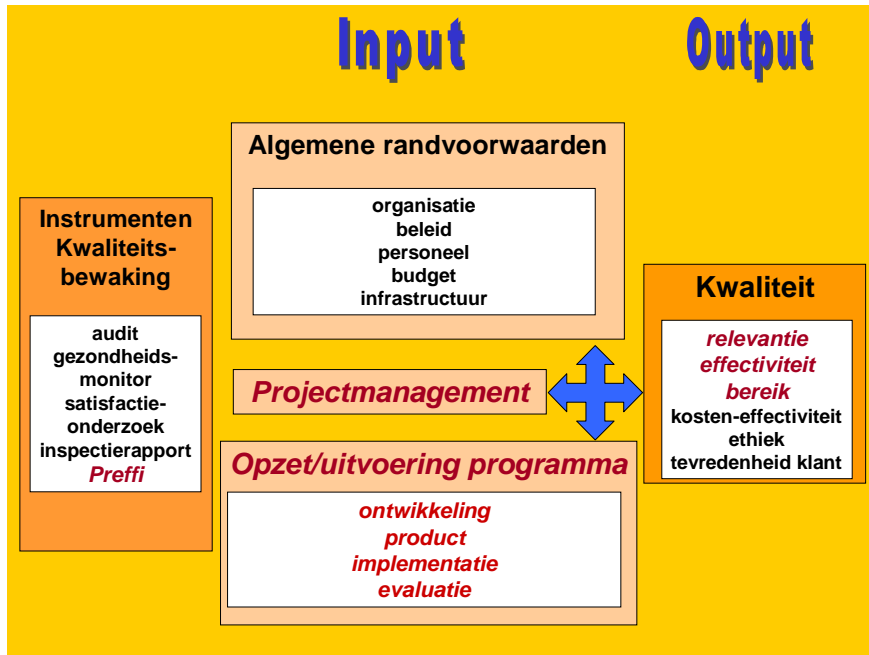 Input
Output
Algemene randvoorwaarden
organisatie
beleid
personeel
budget
infrastructuur
Instrumenten
Kwaliteits-
bewaking
audit
gezondheids-
monitor
satisfactie-
onderzoek
inspectierapport
Preffi
Projectmanagement
Opzet/uitvoering programma
ontwikkeling
product
implementatie
evaluatie
Kwaliteit
relevantie
effectiviteit
bereik
kosten-effectiviteit
ethiek
tevredenheid klant